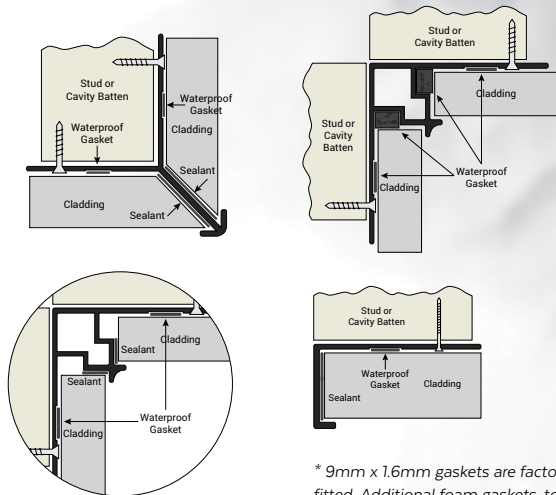 Stud or
Cavity Batten
Waterproof
Gasket
Cladding
Waterproof
Gasket
Sealant
Cladding
Sealant
Stud or
Cavity Batten
Stud or
Cavity
Batten
Cladding
Waterproof
Gasket
Cladding
Sealant
Cladding
Sealant
Waterproof
Gasket
Cladding
Stud or
Cavity Batten
Waterproof
Gasket
Cladding
Sealant
* 9mm x 1.6mm gaskets are facto
fitted. Additional foam gaskets, to